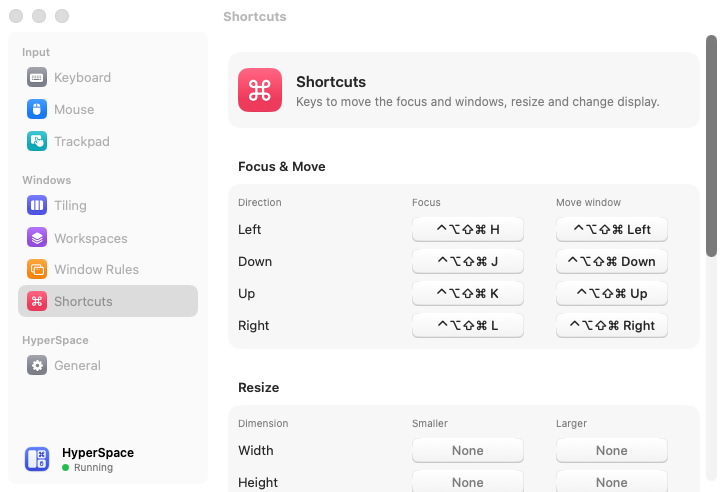 Shortcuts
Input
Keyboard
Mouse
Trackpad
Windows
Tiling
Workspaces
Window Rules
Shortcuts
HyperSpace
General
HyperSpace
Running
Shortcuts
Keys to move the focus and windows, resize and change display.
Focus & Move
Direction Focus Move window
Left ⌃⌥⇧⌘ H ⌃⌥⇧⌘ Left
Down ⌃⌥⇧⌘ J ⌃⌥⇧⌘ Down
Up ⌃⌥⇧⌘ K ⌃⌥⇧⌘ Up
Right ⌃⌥⇧⌘ L ⌃⌥⇧⌘ Right
Resize
Dimension Smaller Larger
Width None None
Height None None